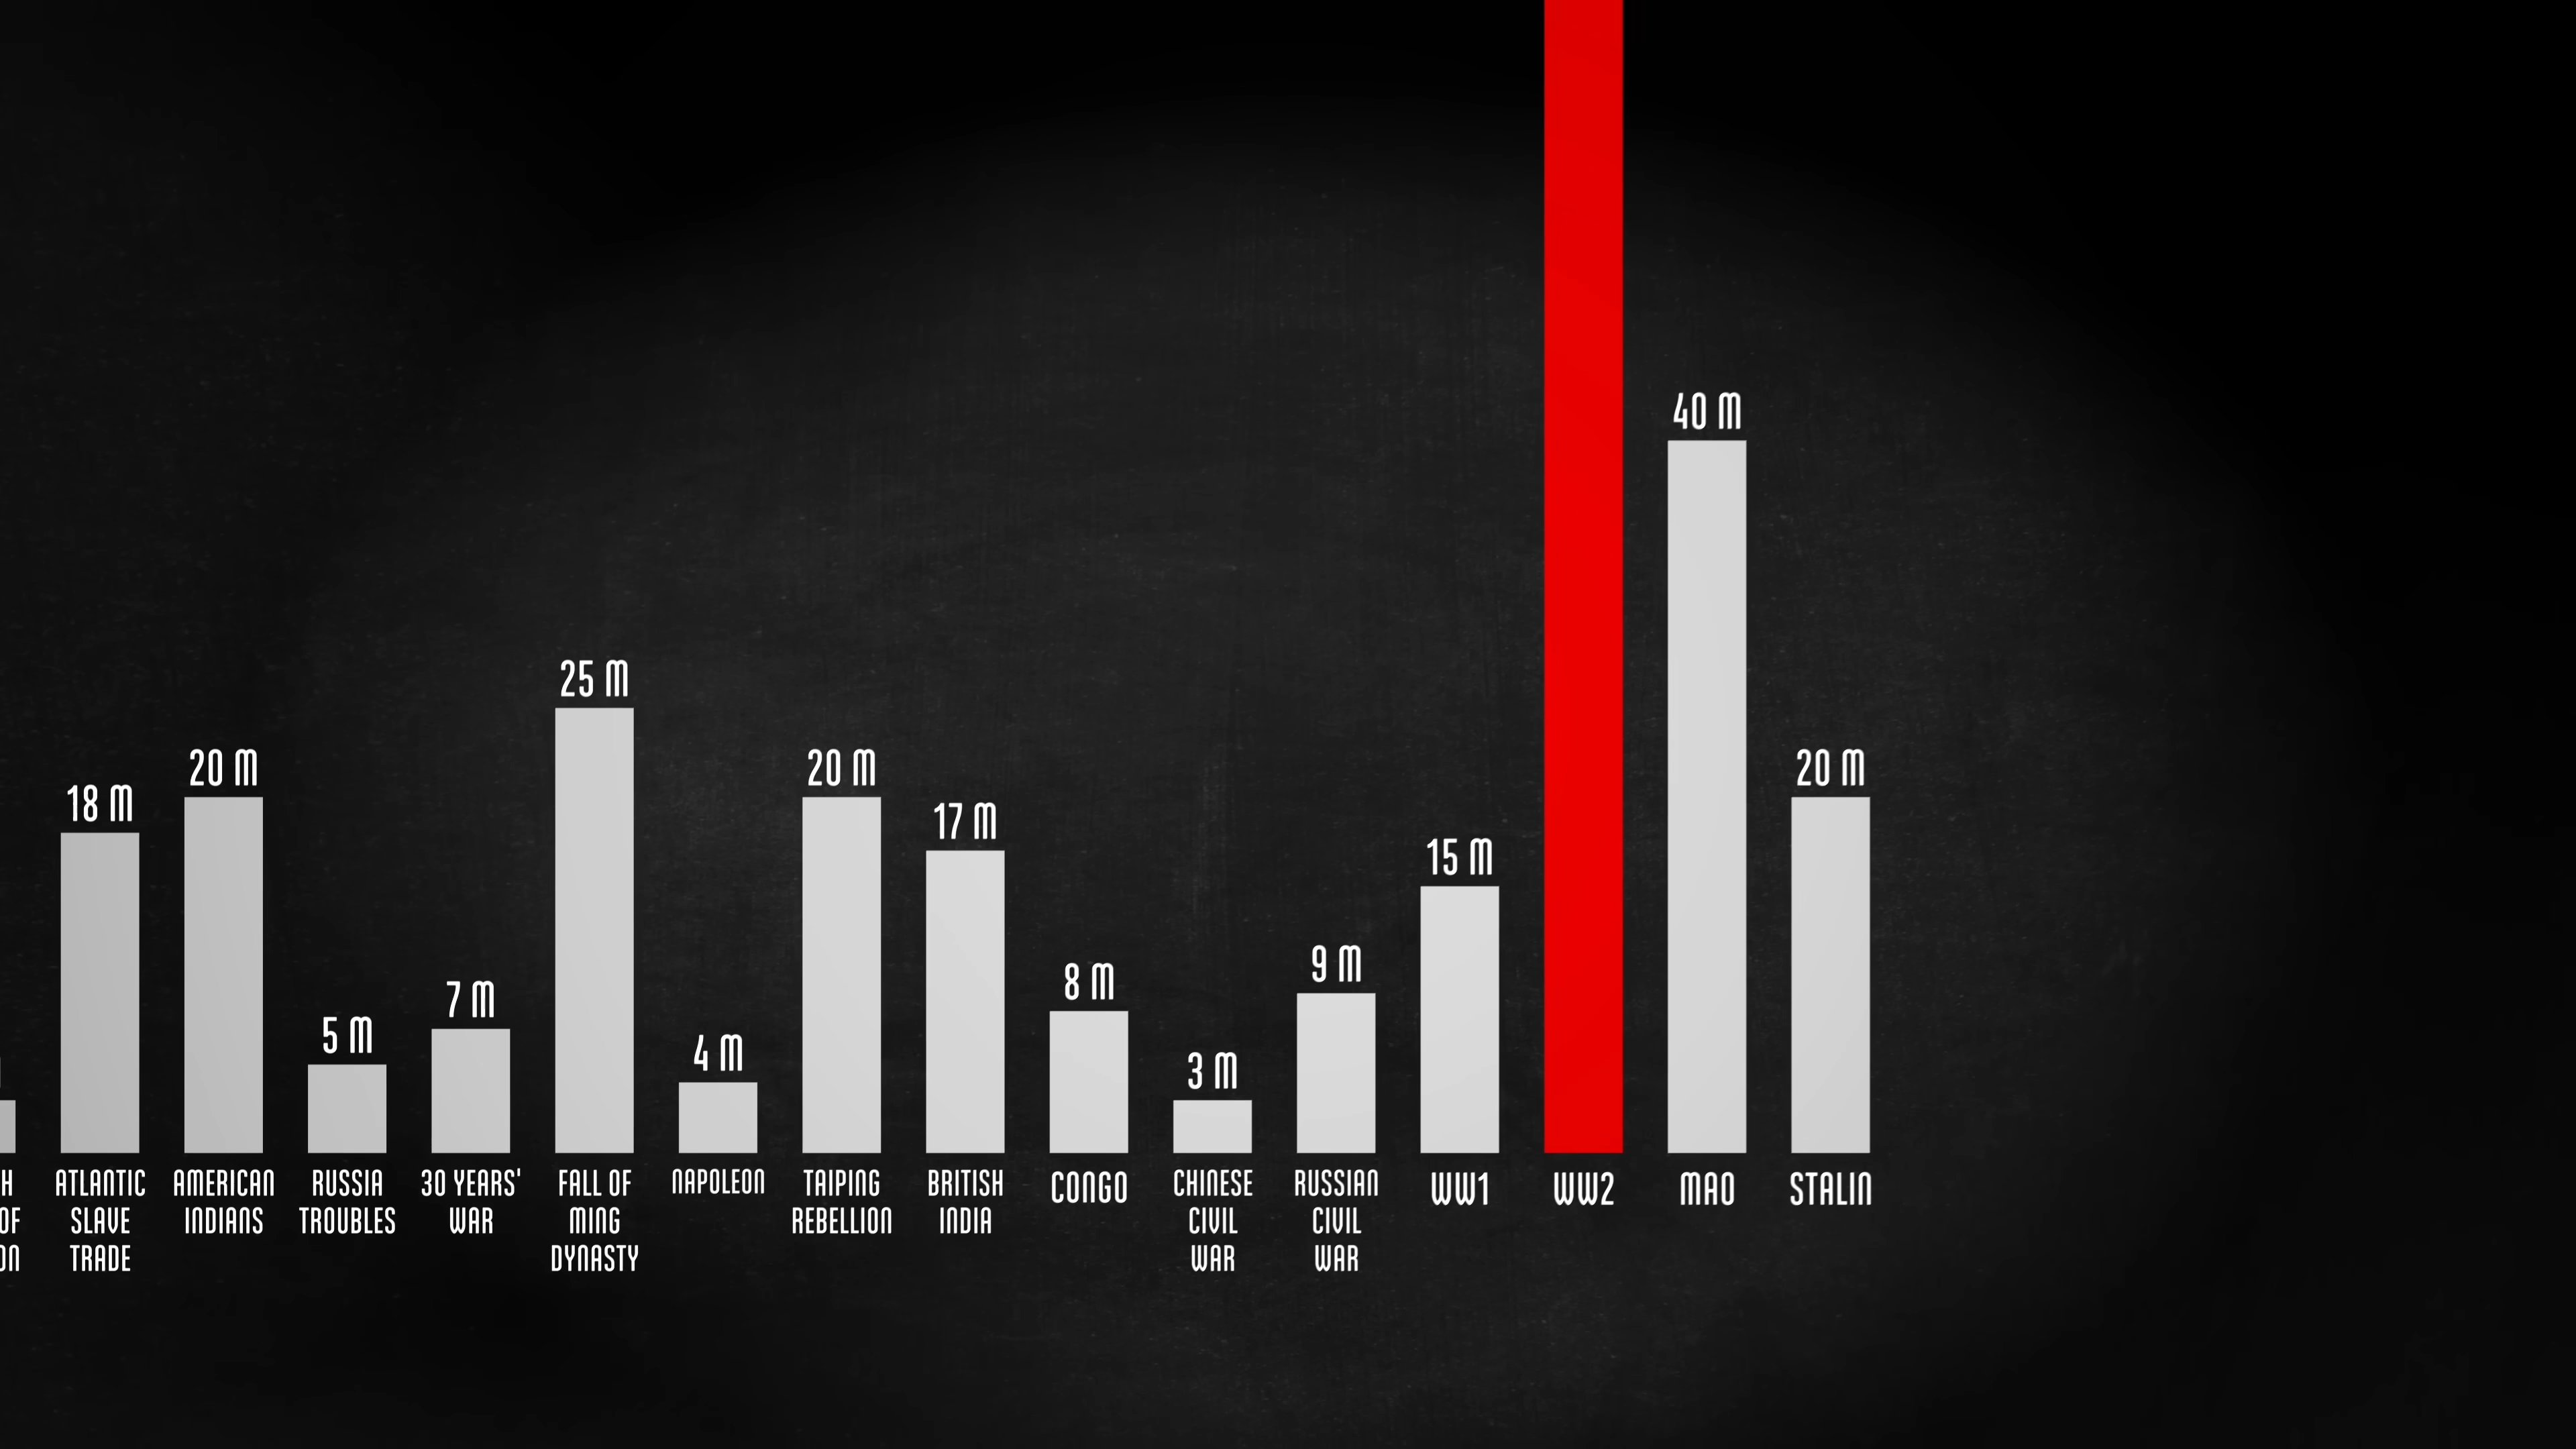 40 M
25 M
20 M
20 M
20 M
18 M
17 M
15 M
9 M
8 M
7 M
5 M
4 M
3 M
H
OF
ON
ATLANTIC
SLAVE
TRADE
AMERICAN
INDIANS
RUSSIA
TROUBLES
30 YEARS'
WAR
FALL OF
MING
DYNASTY
NAPOLEON
TAIPING
REBELLION
BRITISH
INDIA
CONGO
CHINESE
CIVIL
WAR
RUSSIAN
CIVIL
WAR
WW1
WW2
MAO
STALIN